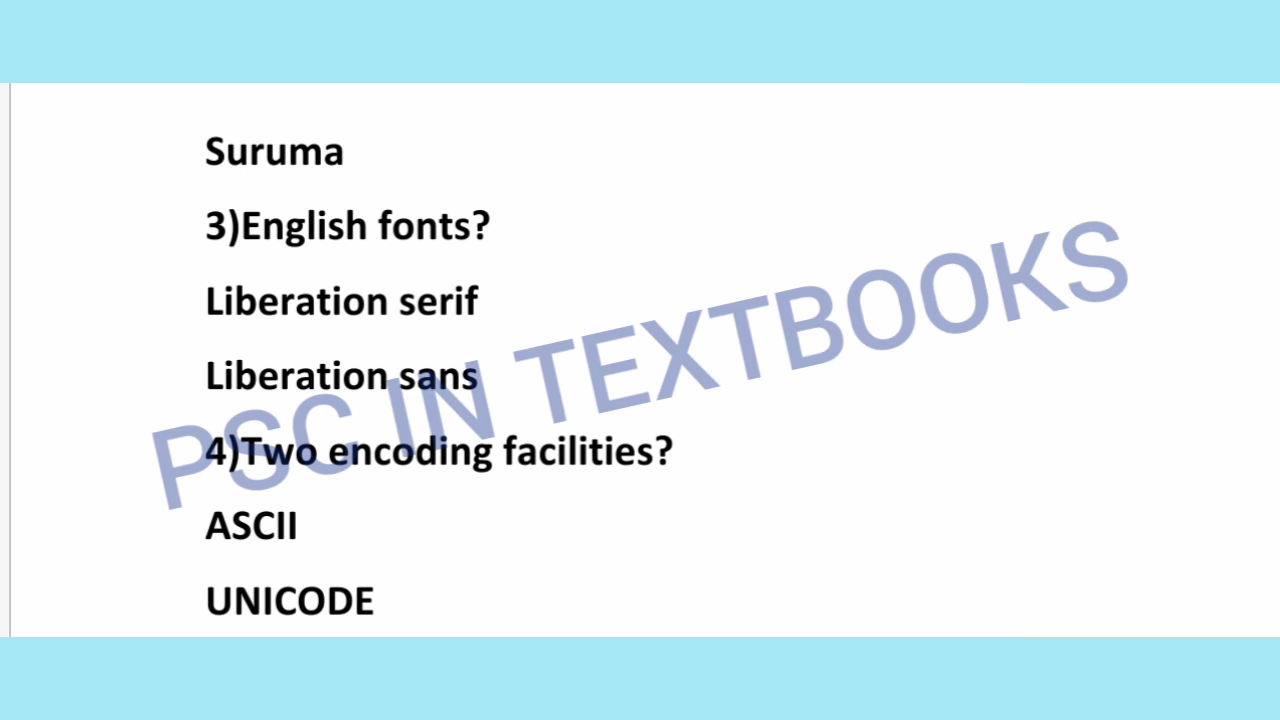 Suruma
3)English fonts?
Liberation serif
Liberation sans
4)Two encoding facilities?
ASCII
UNICODE
PSC IN TEXTBOOKS